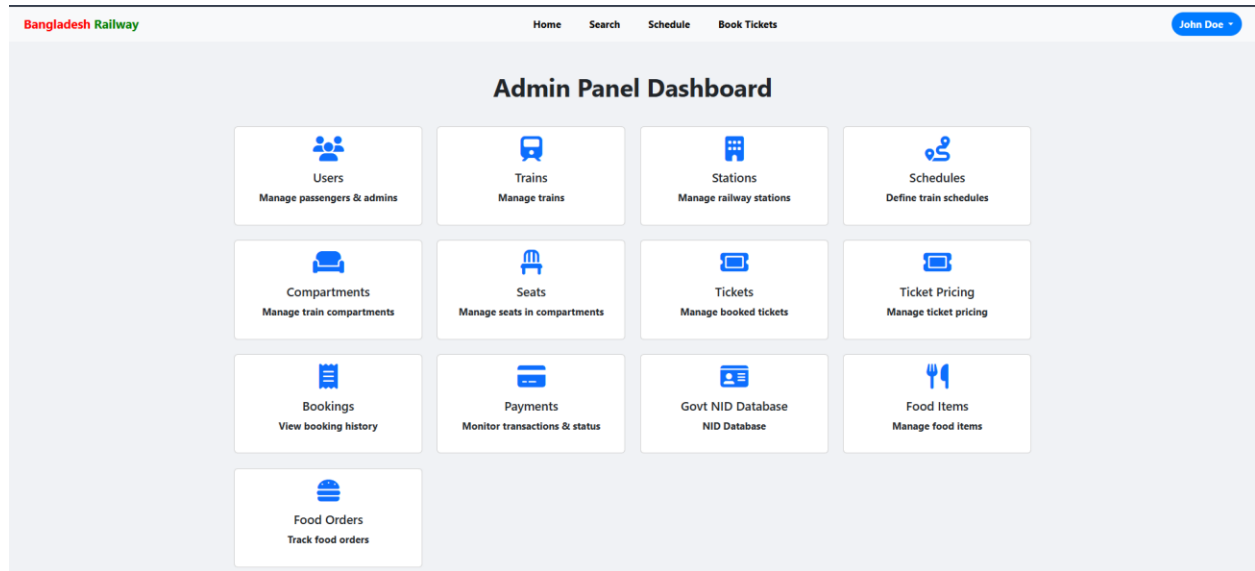 Bangladesh Railway
Home Search Schedule Book Tickets
John Doe
Admin Panel Dashboard
Users
Manage passengers & admins
Trains
Manage trains
Stations
Manage railway stations
Schedules
Define train schedules
Compartments
Manage train compartments
Seats
Manage seats in compartments
Tickets
Manage booked tickets
Ticket Pricing
Manage ticket pricing
Bookings
View booking history
Payments
Monitor transactions & status
Govt NID Database
NID Database
Food Items
Manage food items
Food Orders
Track food orders